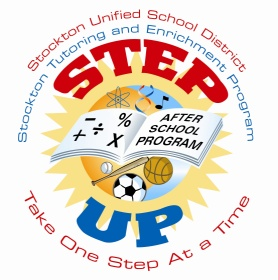 Stockton Unified School District
Stockton Tutoring and Enrichment Program
STEP
- ÷ %
+ X
AFTER
SCHOOL
PROGRAM
UP
Take One Step At a Time